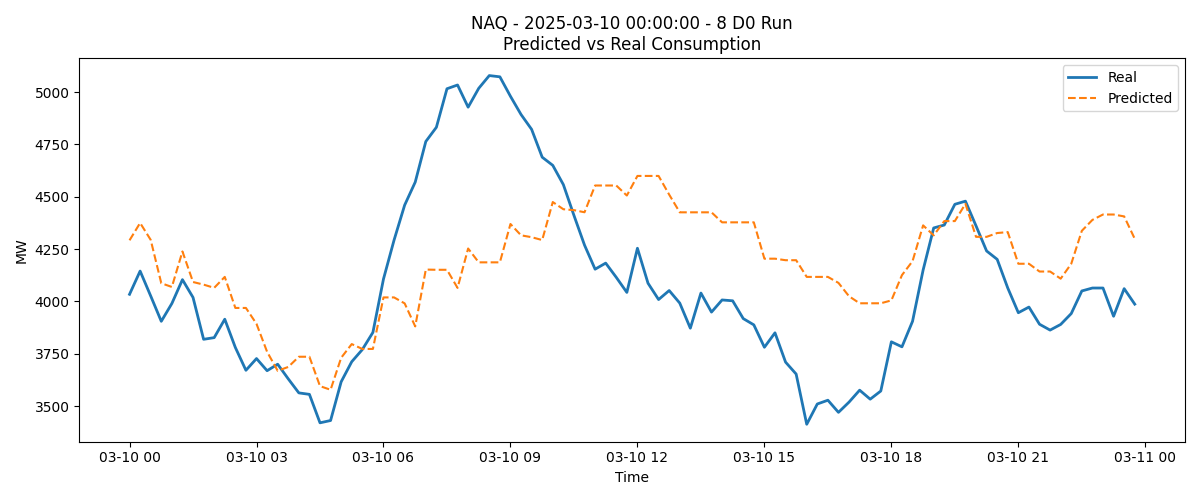 NAQ - 2025-03-10 00:00:00 - 8 D0 Run
Predicted vs Real Consumption
Real
Predicted
5000
4750
4500
4250
4000
3750
3500
MW
03-10 00 03-10 03 03-10 06 03-10 09 03-10 12 03-10 15 03-10 18 03-10 21 03-11 00
Time